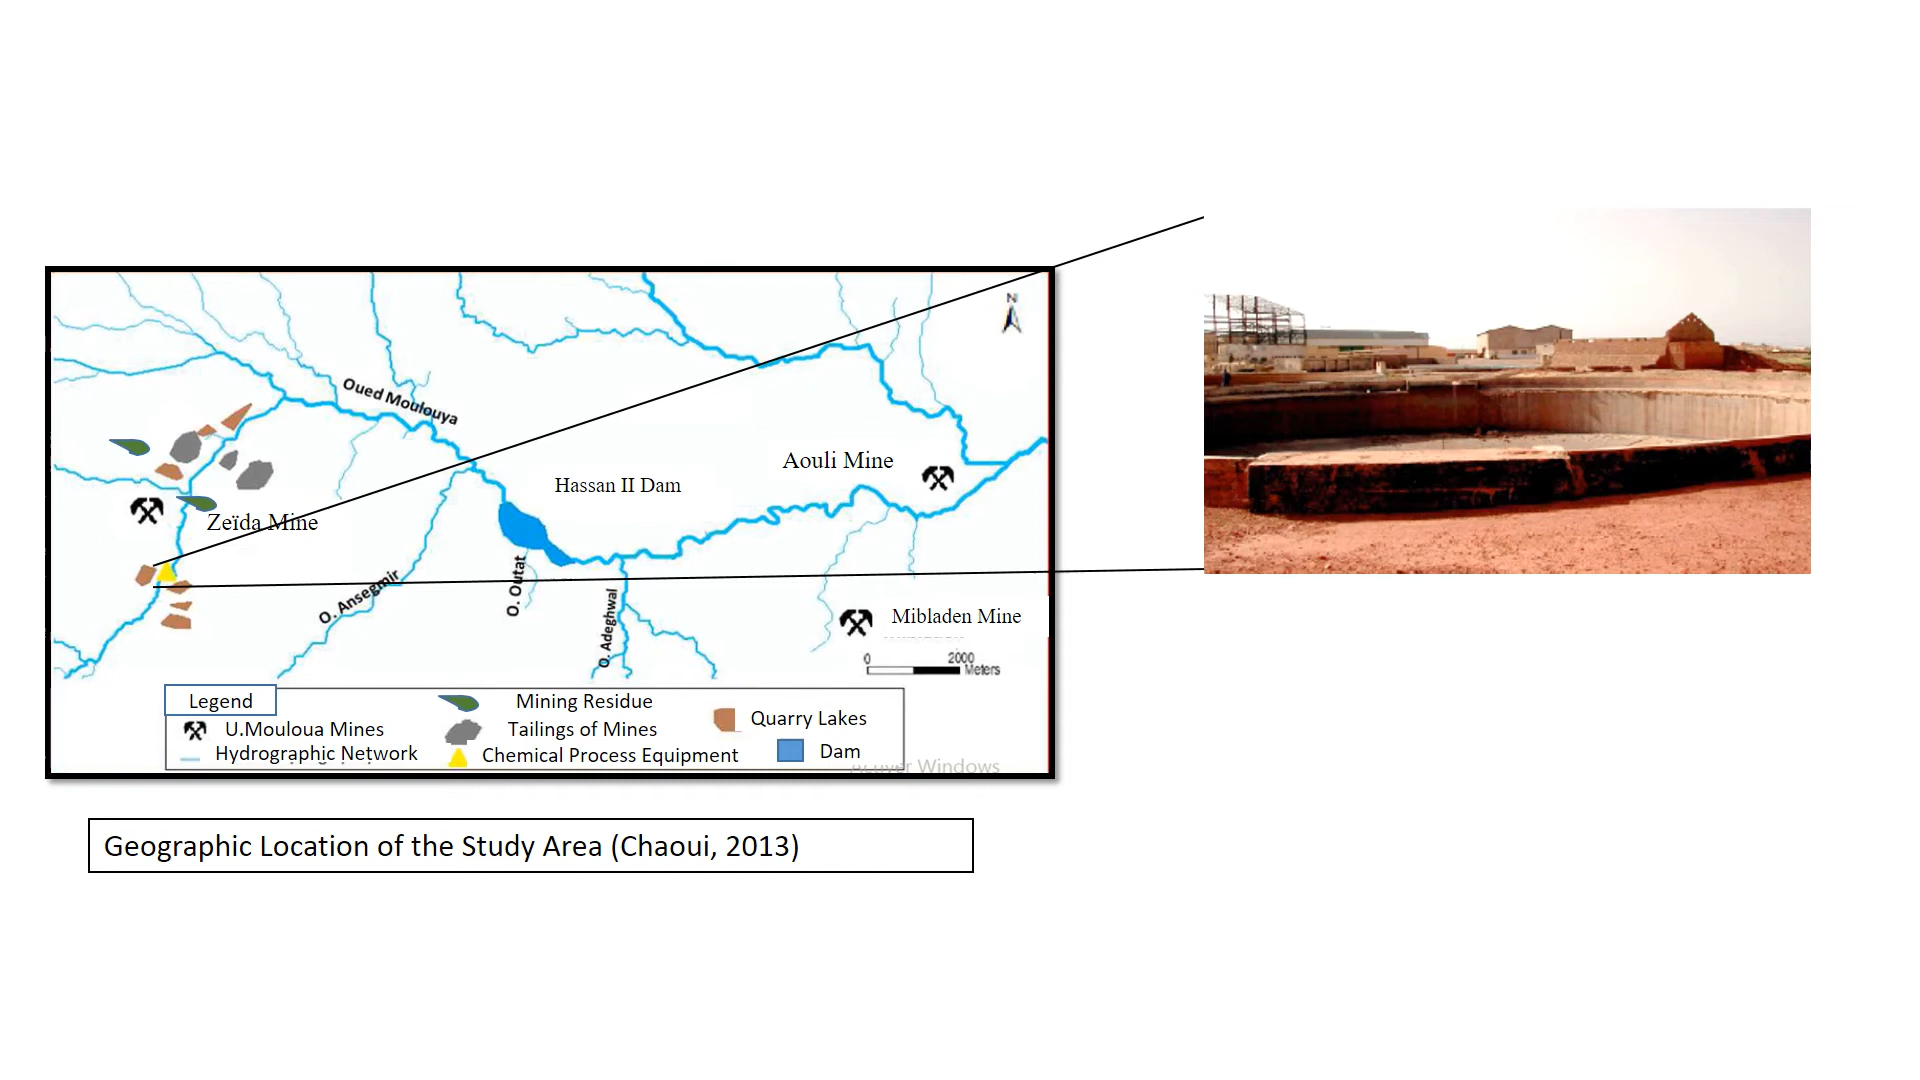 N
Oued Moulouya
Aouli Mine
Hassan II Dam
Zeïda Mine
O. Ansegmir
O. Outat
O. Adeghwal
Mibladen Mine
0 2000
Meters
Legend
Mining Residue
U.Mouloua Mines
Tailings of Mines
Quarry Lakes
Hydrographic Network
Chemical Process Equipment
Dam
Windows
Geographic Location of the Study Area (Chaoui, 2013)